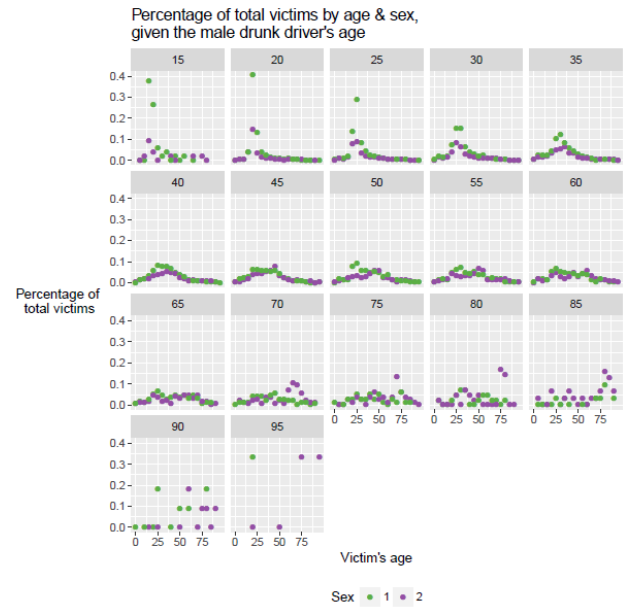 Percentage of total victims by age & sex,
given the male drunk driver's age
15 20 25 30 35
0.4
0.3
0.2
0.1
0.0
40 45 50 55 60
0.4
0.3
0.2
0.1
0.0
Percentage of
total victims
65 70 75 80 85
0.4
0.3
0.2
0.1
0.0
0 25 50 75 0 25 50 75 0 25 50 75
90 95
0.4
0.3
0.2
0.1
0.0
0 25 50 75 0 25 50 75
Victim's age
Sex 1 2